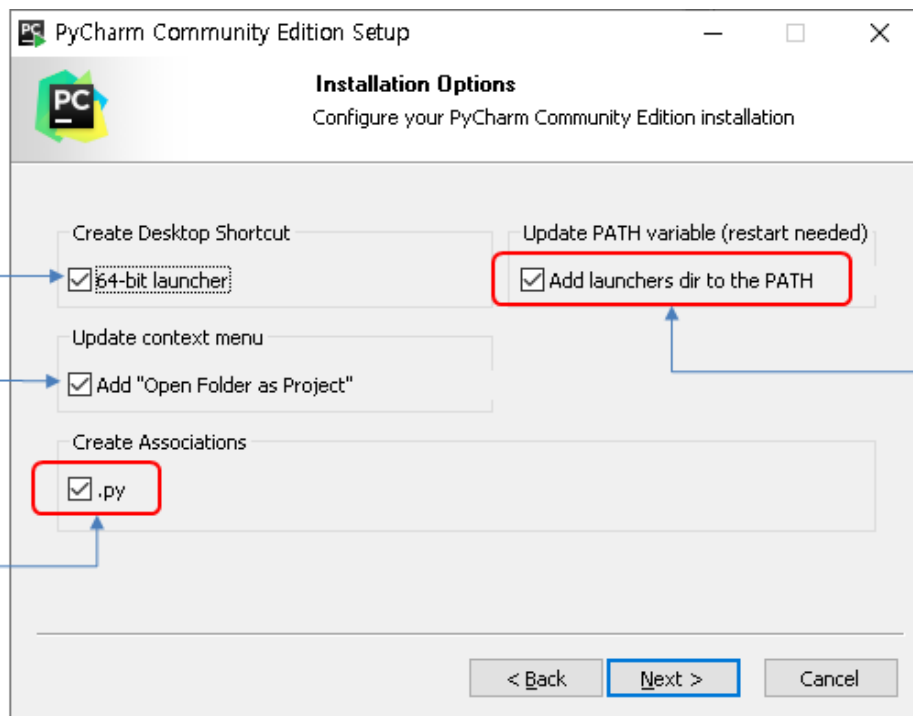 PC PyCharm Community Edition Setup
PC
Installation Options
Configure your PyCharm Community Edition installation
Create Desktop Shortcut
64-bit launcher
Update PATH variable (restart needed)
Add launchers dir to the PATH
Update context menu
Add "Open Folder as Project"
Create Associations
.py
< Back
Next >
Cancel